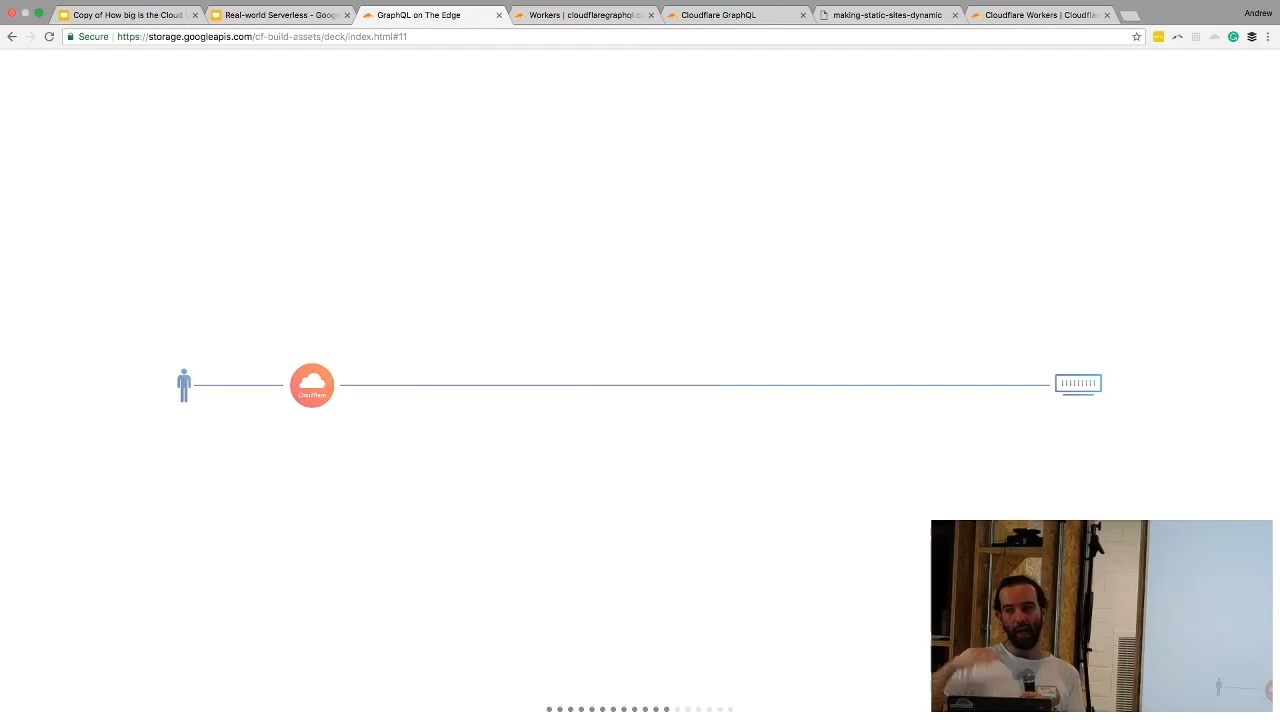 Copy of How big is the Cloud
Real-world Serverless - Goog
GraphQL on The Edge
Workers | cloudflaregraphql.c
Cloudflare GraphQL
making-static-sites-dynamic
Cloudflare Workers | Cloudfla
Andrew
Secure
https://storage.googleapis.com/cf-build-assets/deck/index.html#11
Cloudflare